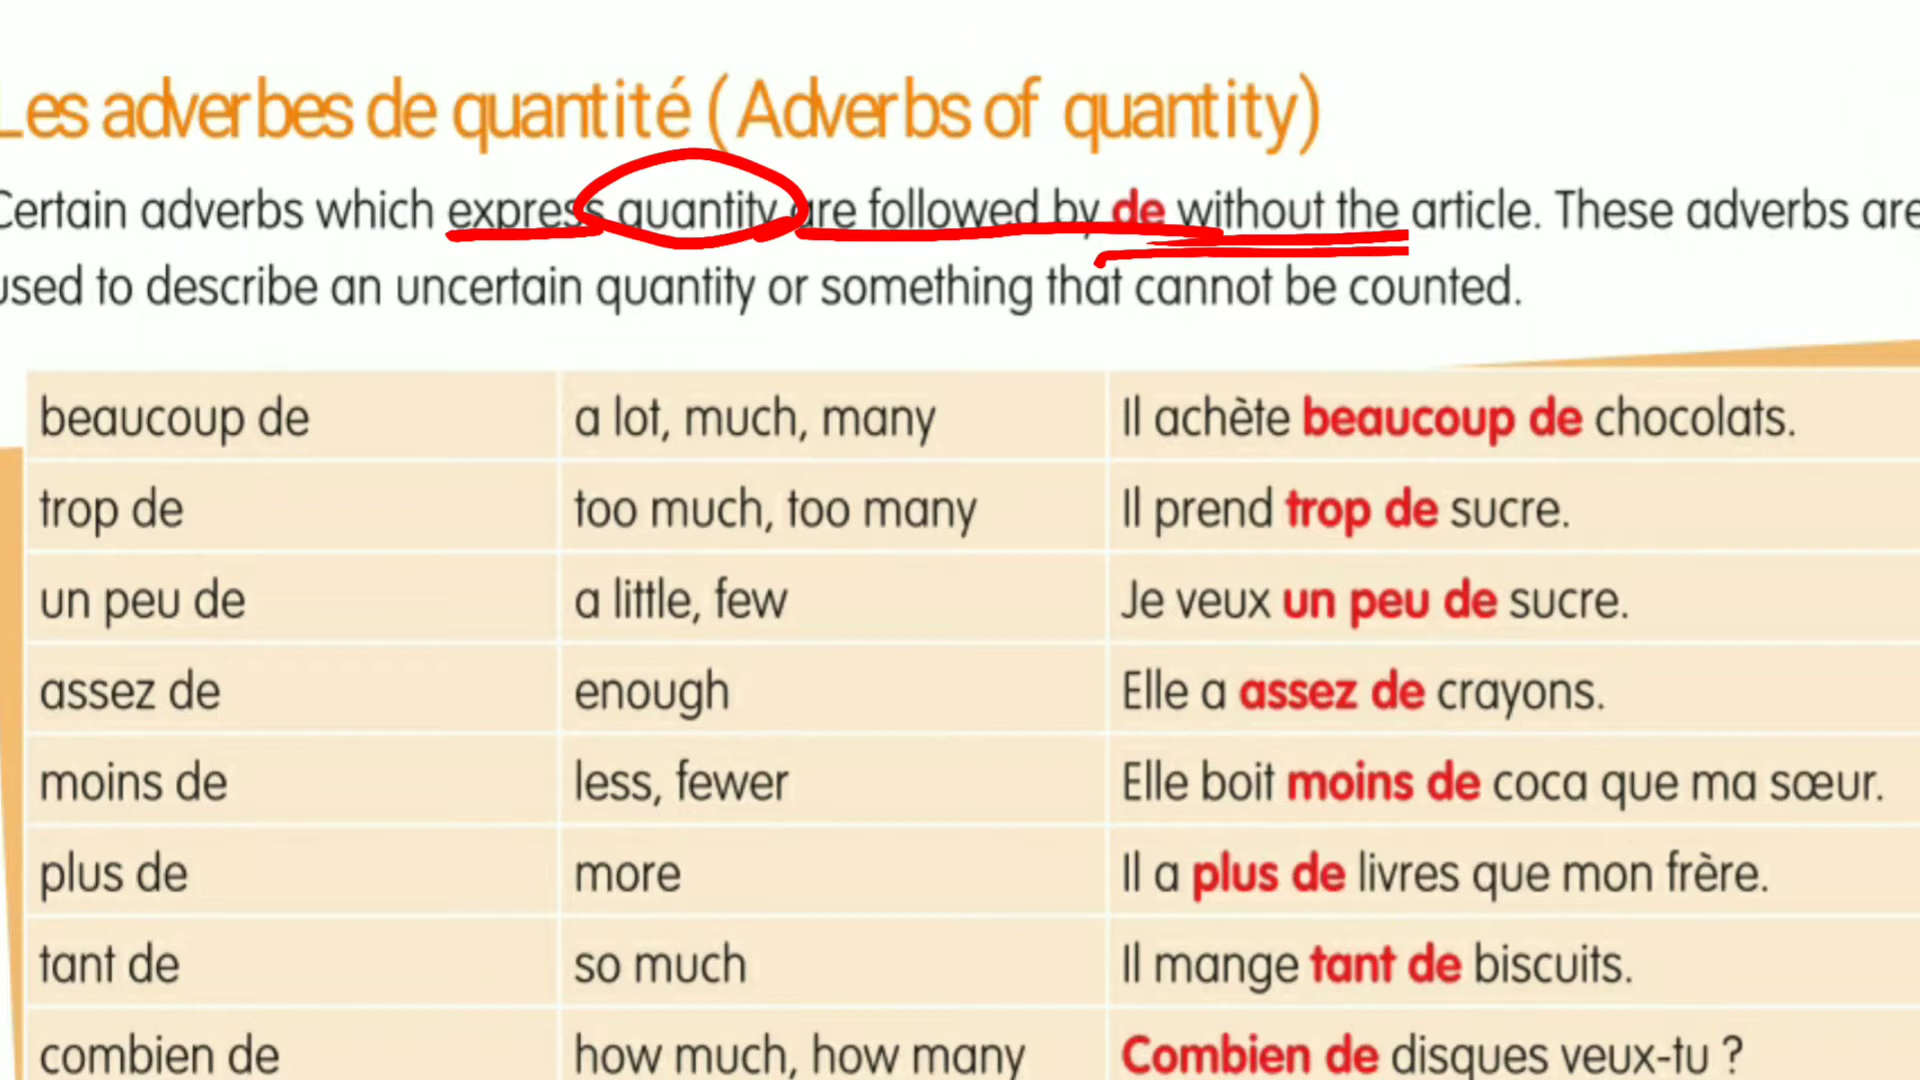 Les adverbes de quantité (Adverbs of quantity)
Certain adverbs which express quantity are followed by de without the article. These adverbs are
used to describe an uncertain quantity or something that cannot be counted.
beaucoup de a lot, much, many Il achète beaucoup de chocolats.
trop de too much, too many Il prend trop de sucre.
un peu de a little, few Je veux un peu de sucre.
assez de enough Elle a assez de crayons.
moins de less, fewer Elle boit moins de coca que ma sœur.
plus de more Il a plus de livres que mon frère.
tant de so much Il mange tant de biscuits.
combien de how much, how many Combien de disques veux-tu ?